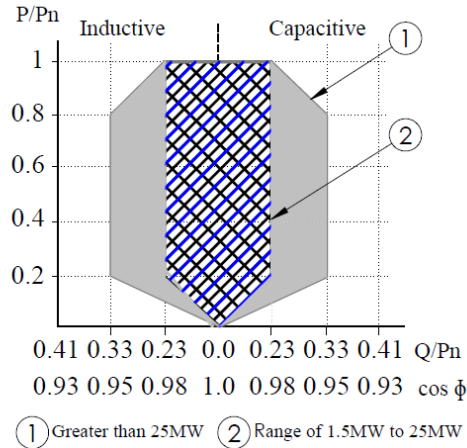 P/Pn
Inductive Capacitive
1
1
0.8
2
0.6
0.4
0.2
0.41 0.33 0.23 0.0 0.23 0.33 0.41 Q/Pn
0.93 0.95 0.98 1.0 0.98 0.95 0.93 cos ϕ
1 Greater than 25MW 2 Range of 1.5MW to 25MW